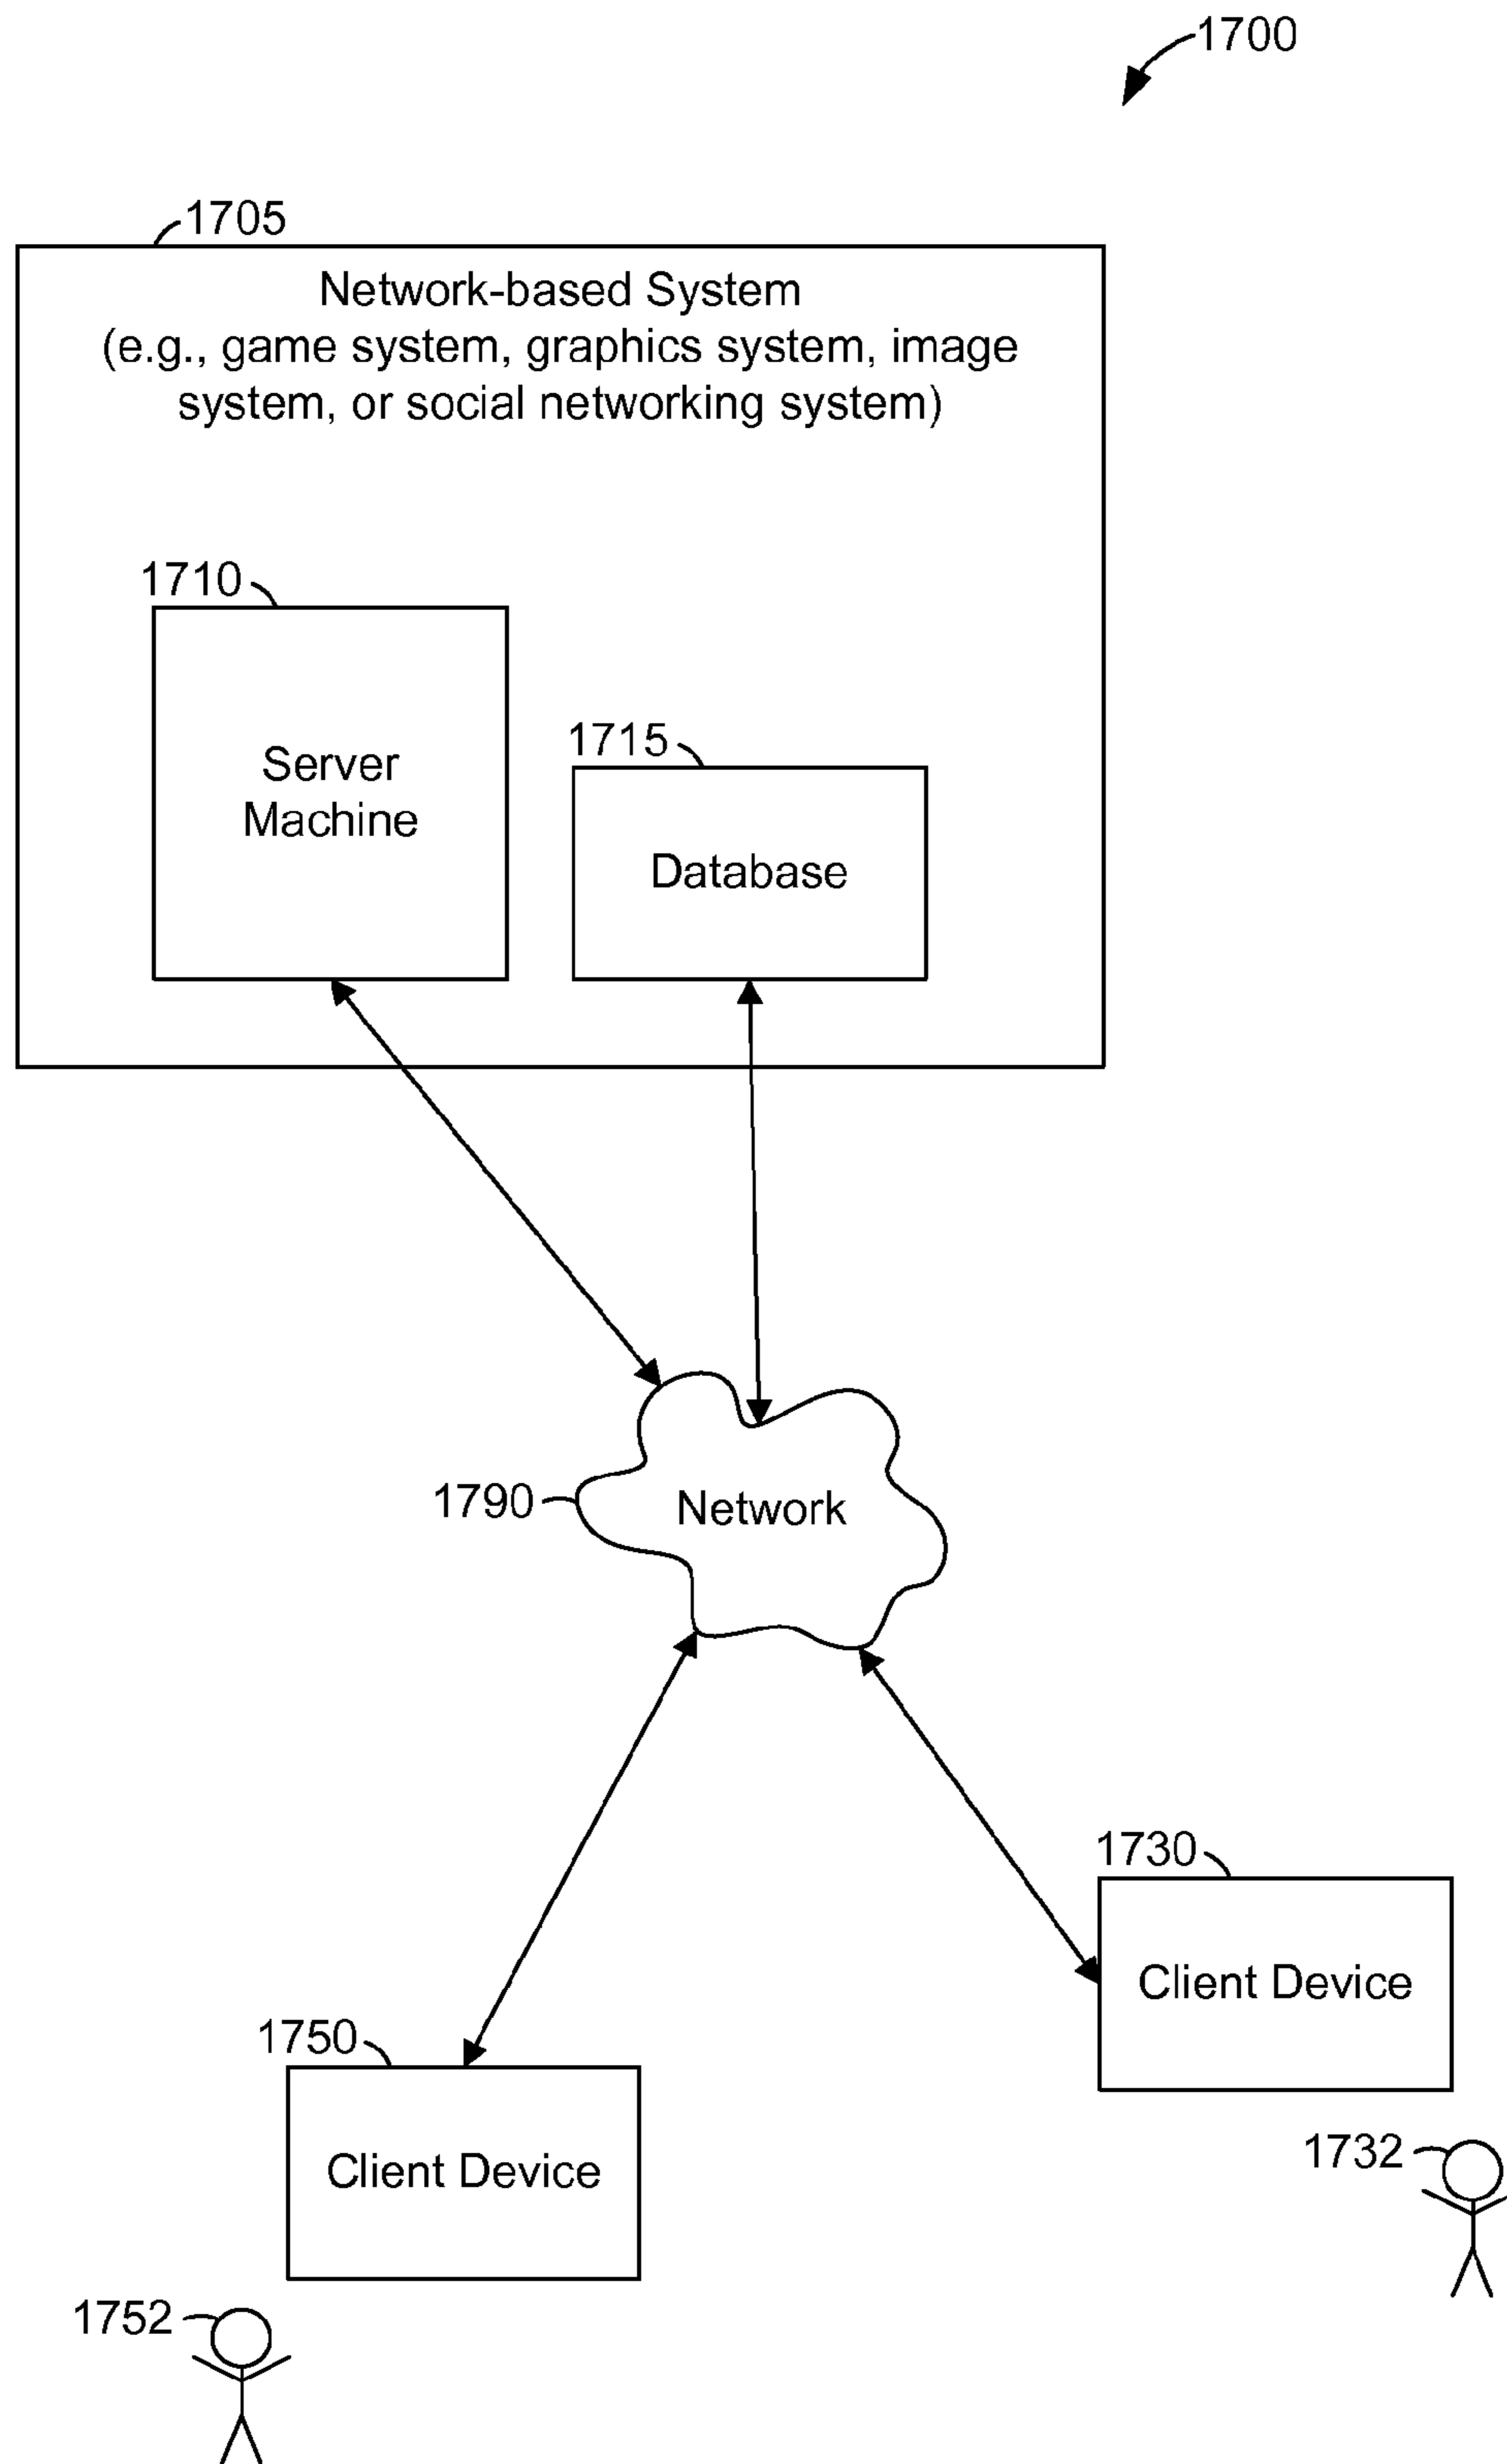 1700
1705
Network-based System
(e.g., game system, graphics system, image
system, or social networking system)
1710
Server
Machine
1715
Database
1790
Network
1730
Client Device
1750
Client Device
1732
1752